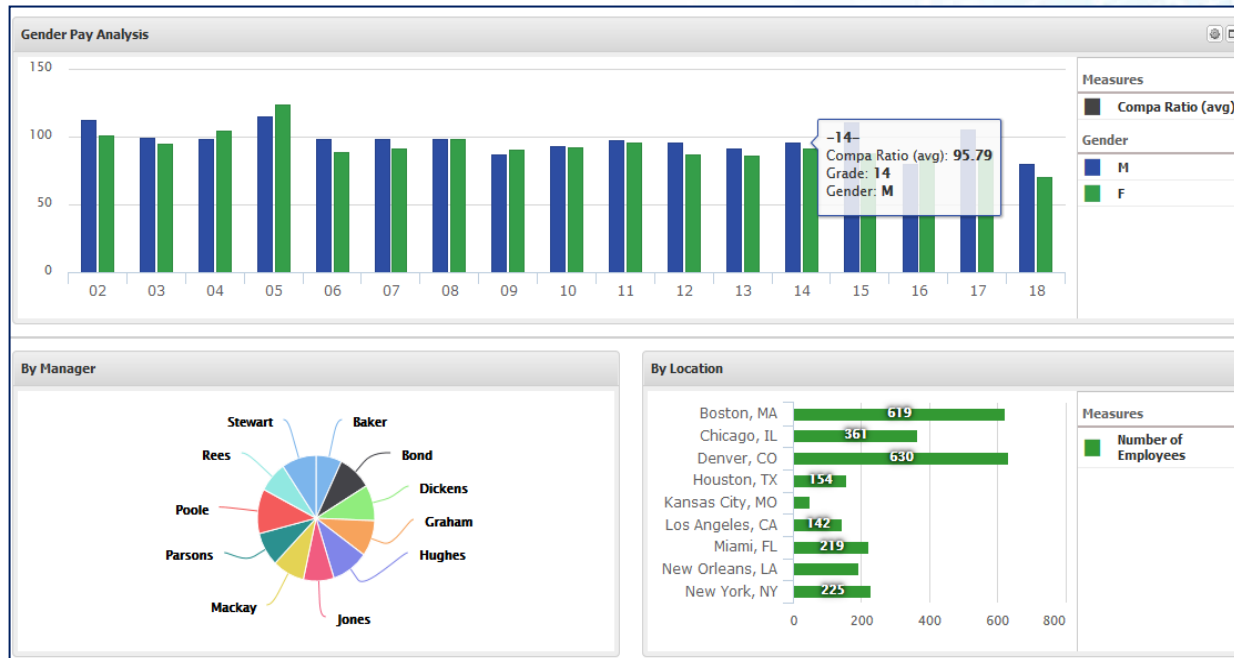 Gender Pay Analysis
150
100
50
0
02 03 04 05 06 07 08 09 10 11 12 13 14 15 16 17 18
-14-
Compa Ratio (avg): 95.79
Grade: 14
Gender: M
Measures
Compa Ratio (avg)
Gender
M
F
By Manager
Stewart
Baker
Rees
Bond
Dickens
Poole
Graham
Parsons
Hughes
Mackay
Jones
By Location
Boston, MA 619
Chicago, IL 361
Denver, CO 630
Houston, TX 154
Kansas City, MO
Los Angeles, CA 142
Miami, FL 219
New Orleans, LA
New York, NY 225
0 200 400 600 800
Measures
Number of
Employees